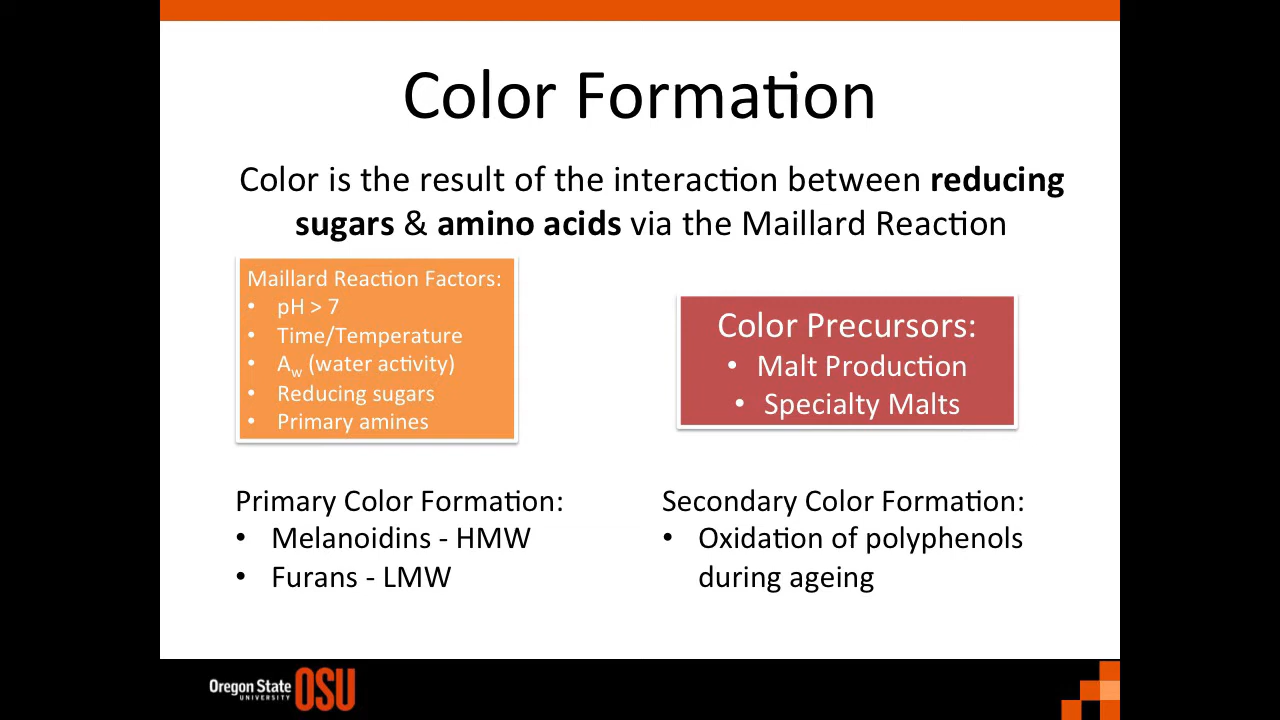 Color Formation
Color is the result of the interaction between reducing
sugars & amino acids via the Maillard Reaction
Maillard Reaction Factors:
• pH > 7
• Time/Temperature
• Aw (water activity)
• Reducing sugars
• Primary amines
Color Precursors:
• Malt Production
• Specialty Malts
Primary Color Formation:
• Melanoidins - HMW
• Furans - LMW
Secondary Color Formation:
• Oxidation of polyphenols
during ageing
Oregon State
UNIVERSITY
OSU